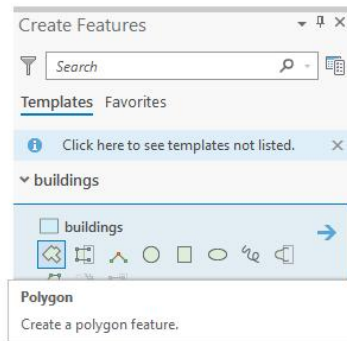 Create Features
Search
Templates Favorites
Click here to see templates not listed.
buildings
buildings
Polygon
Create a polygon feature.